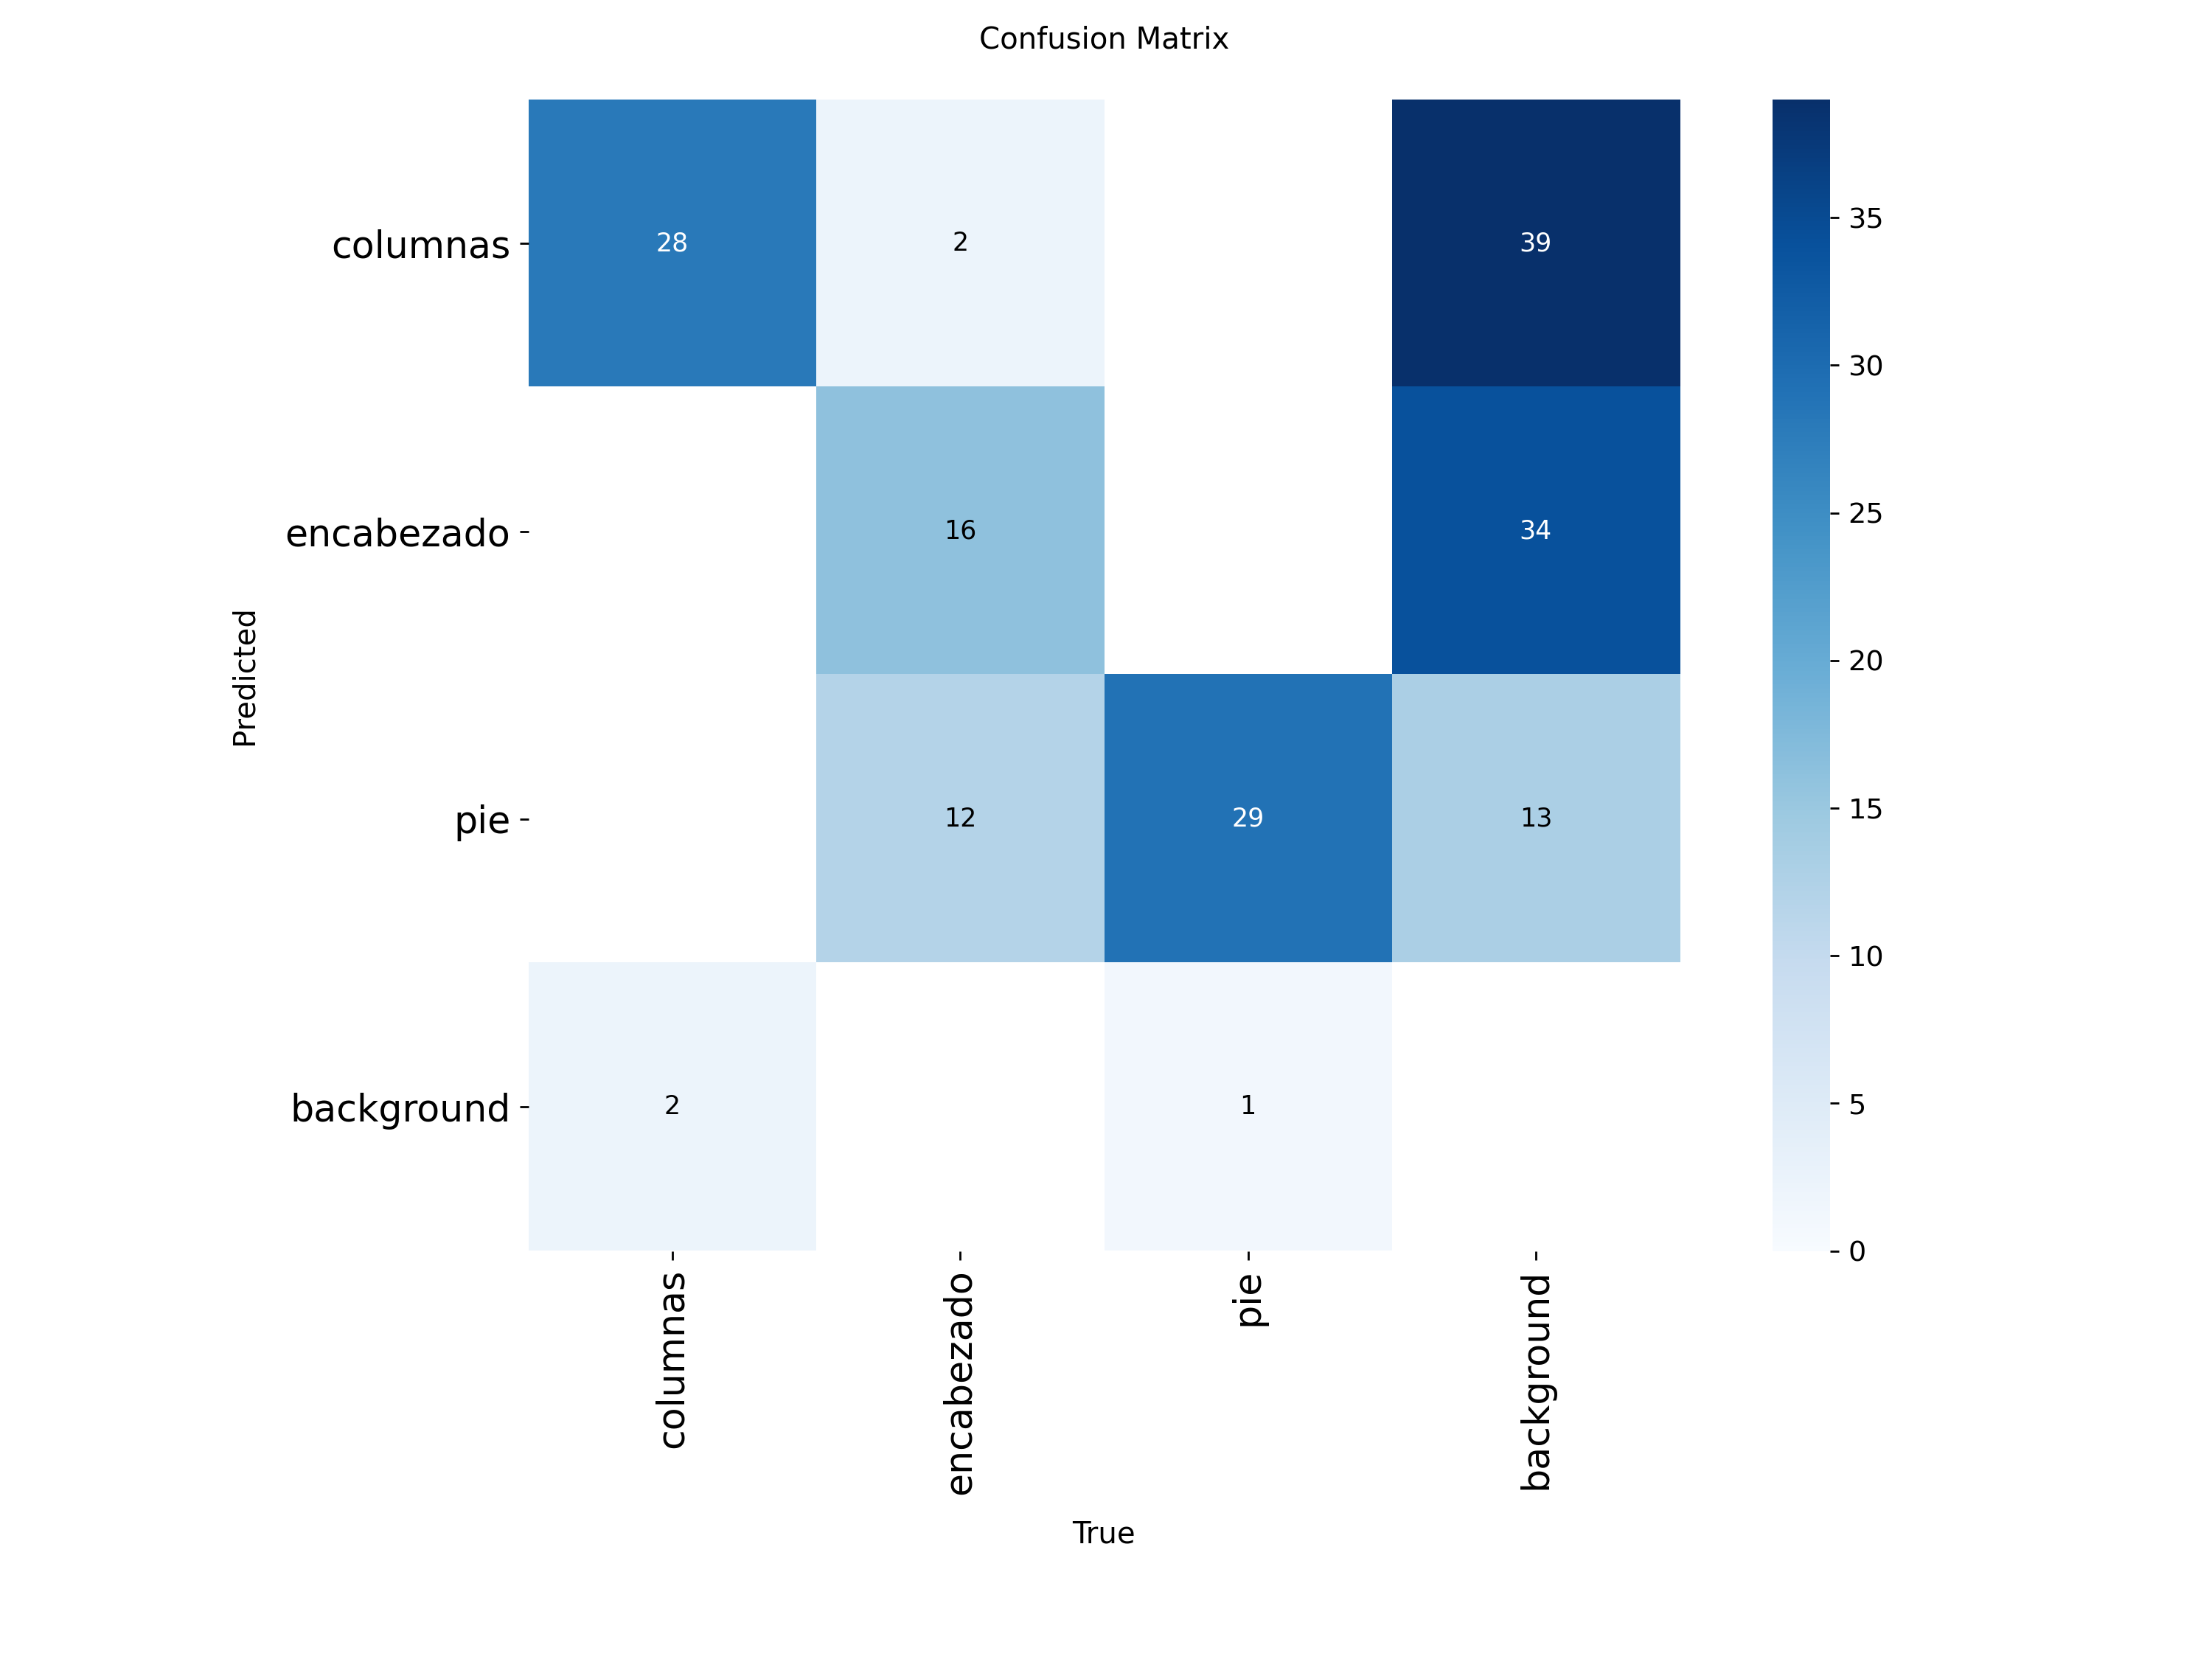 Confusion Matrix
columnas
28
2
39
encabezado
16
34
pie
12
29
13
background
2
1
columnas
encabezado
pie
background
True
Predicted
35
30
25
20
15
10
5
0